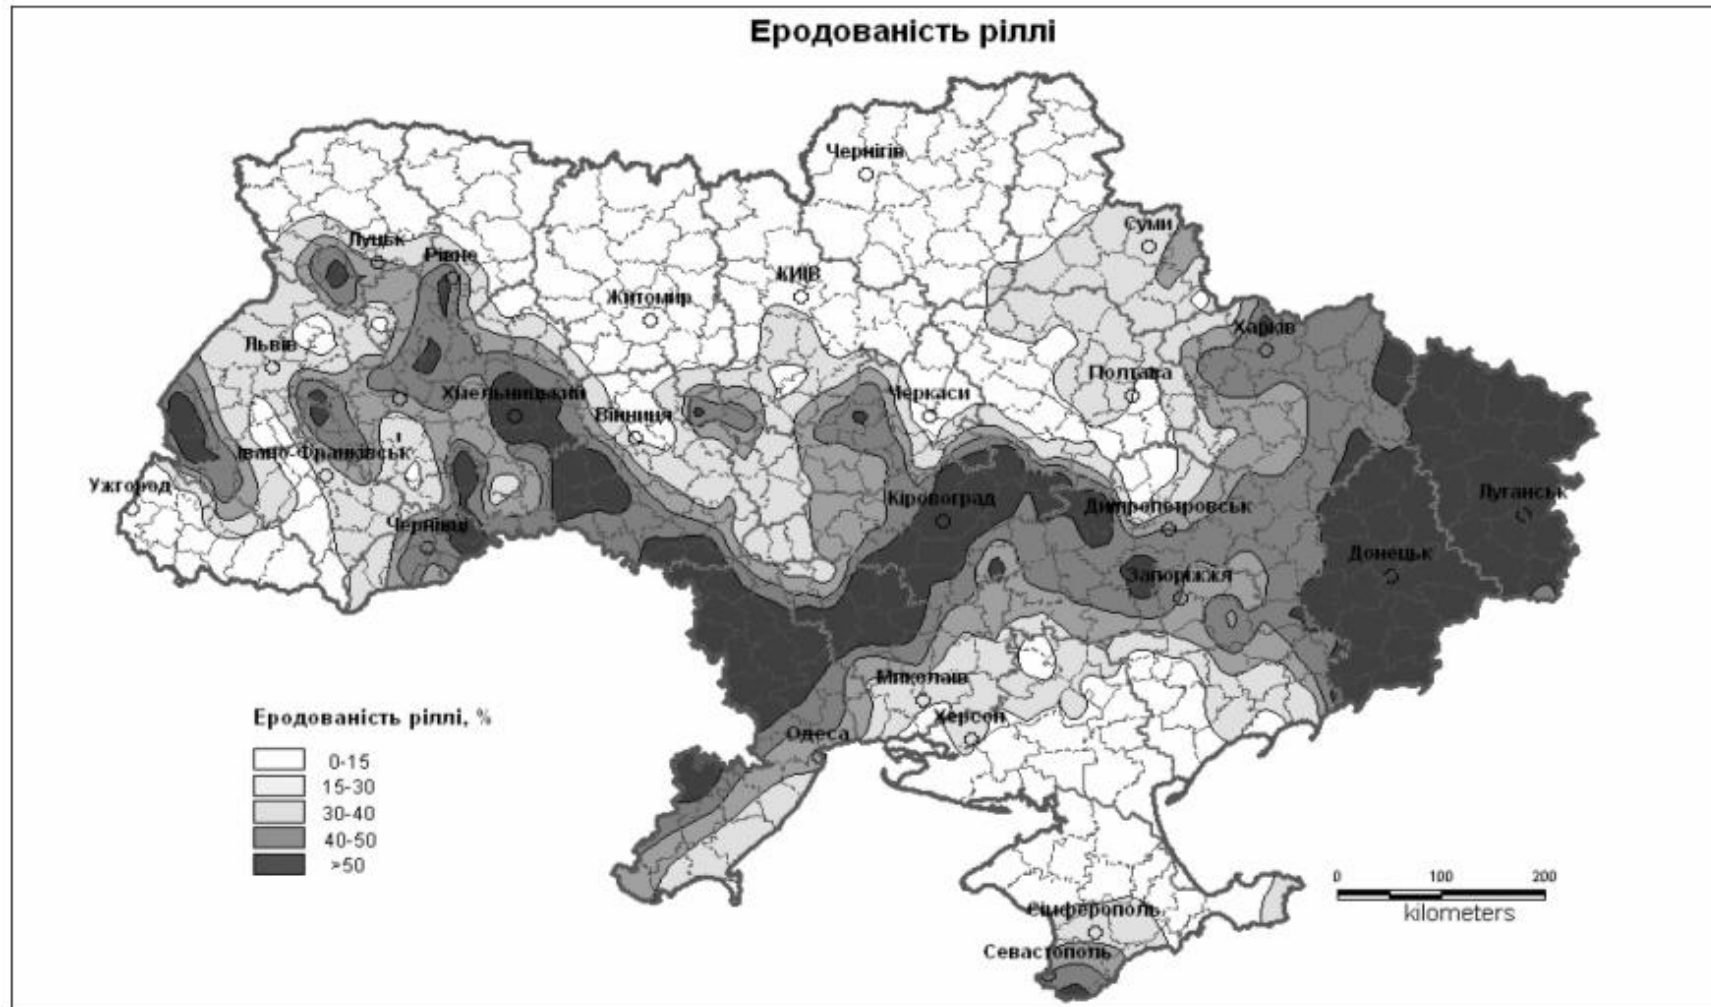 Еродованість ріллі
Чернігів
Суми
Луцьк
Рівне
КИЇВ
Житомир
Харків
Львів
Полтава
Хмельницький
Черкаси
Вінниця
Івано-Франківськ
Ужгород
Кіровоград
Луганськ
Дніпропетровськ
Чернівці
Донецьк
Запоріжжя
Миколаїв
Херсон
Одеса
Еродованість ріллі, %
0-15
15-30
30-40
40-50
>50
0 100 200
kilometers
Сімферополь
Севастополь